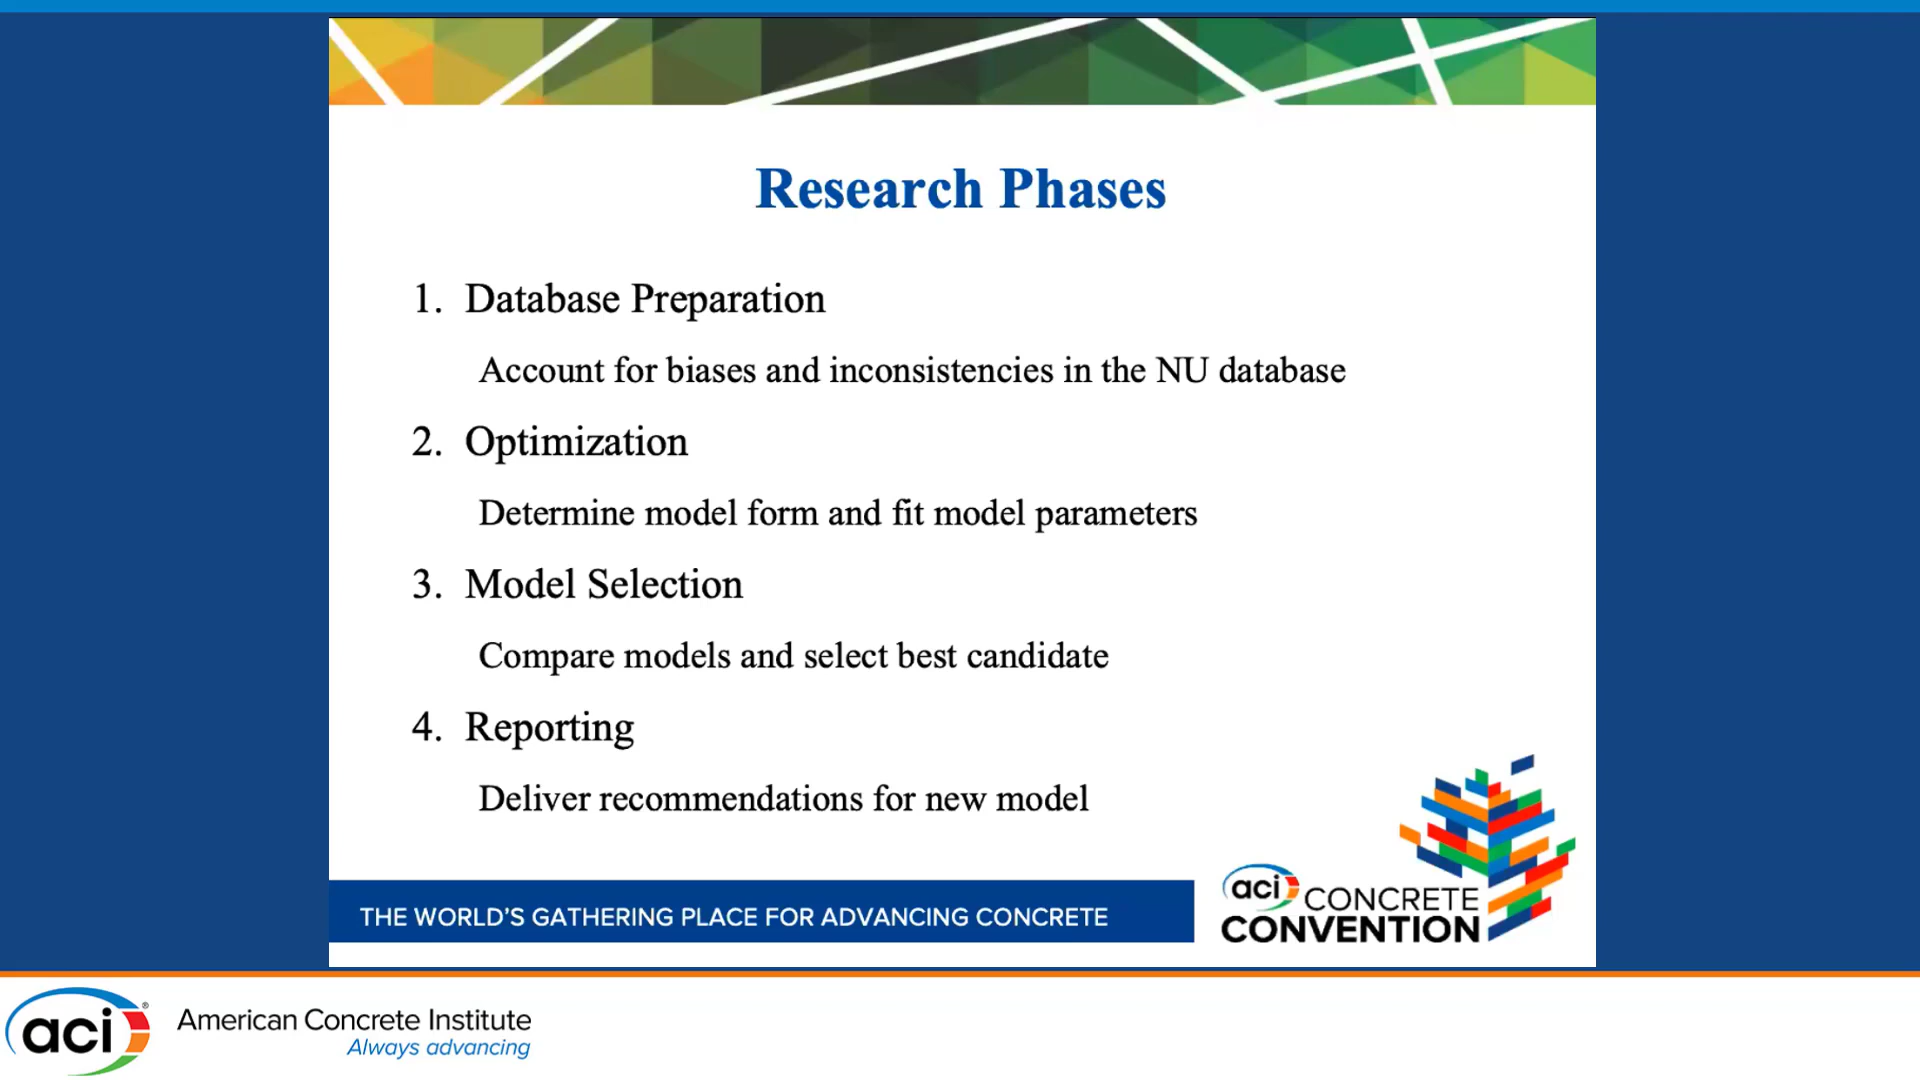 Research Phases
1. Database Preparation
Account for biases and inconsistencies in the NU database
2. Optimization
Determine model form and fit model parameters
3. Model Selection
Compare models and select best candidate
4. Reporting
Deliver recommendations for new model
THE WORLD'S GATHERING PLACE FOR ADVANCING CONCRETE
aci CONCRETE
CONVENTION
aci®
American Concrete Institute
Always advancing